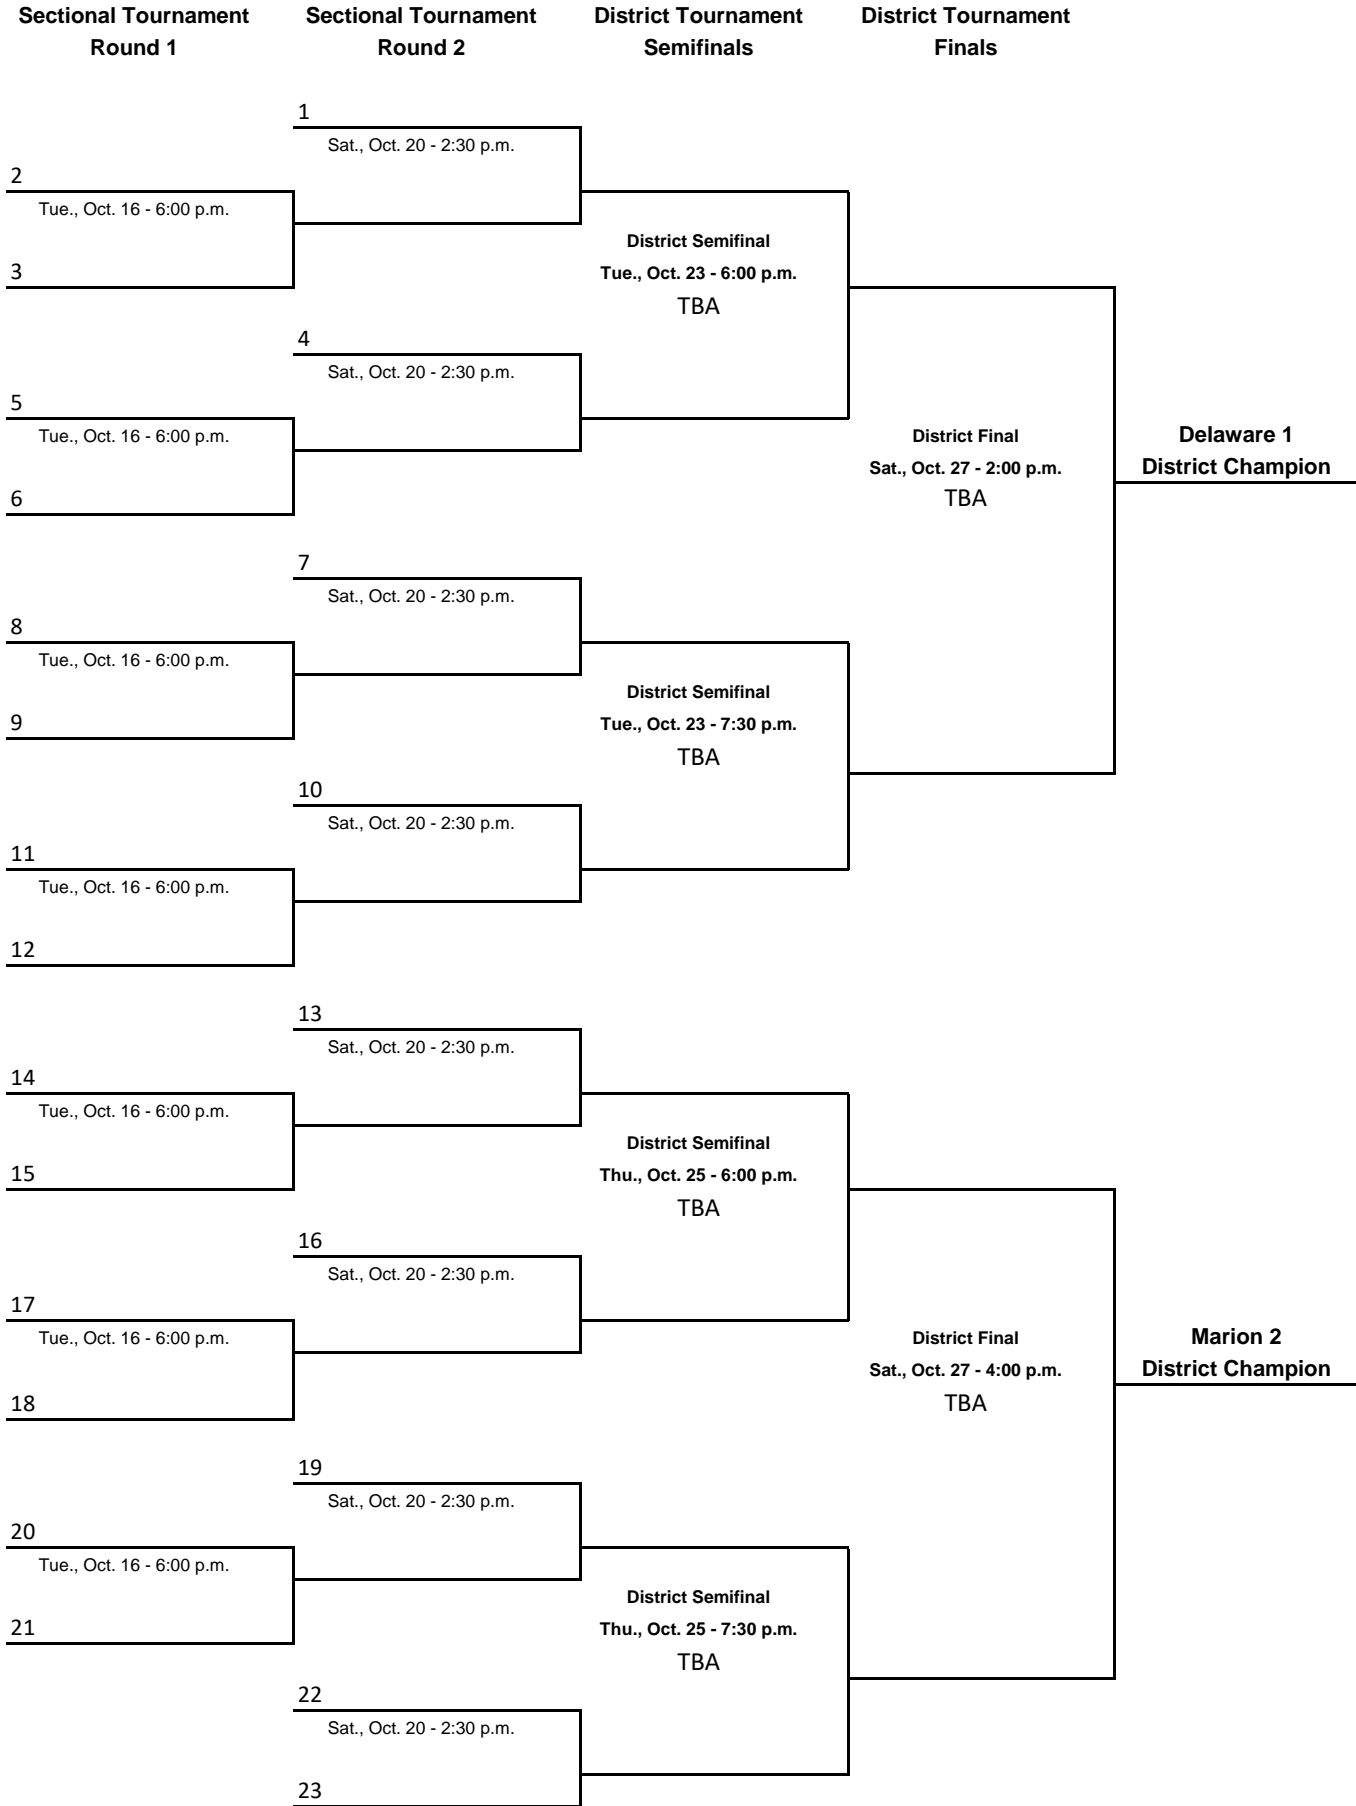 Sectional Tournament Round 1
Sectional Tournament Round 2
District Tournament Semifinals
District Tournament Finals
1
Sat., Oct. 20 - 2:30 p.m.
2
Tue., Oct. 16 - 6:00 p.m.
District Semifinal
Tue., Oct. 23 - 6:00 p.m.
TBA
3
4
Sat., Oct. 20 - 2:30 p.m.
5
Tue., Oct. 16 - 6:00 p.m.
District Final
Sat., Oct. 27 - 2:00 p.m.
TBA
Delaware 1
District Champion
6
7
Sat., Oct. 20 - 2:30 p.m.
8
Tue., Oct. 16 - 6:00 p.m.
District Semifinal
Tue., Oct. 23 - 7:30 p.m.
TBA
9
10
Sat., Oct. 20 - 2:30 p.m.
11
Tue., Oct. 16 - 6:00 p.m.
12
13
Sat., Oct. 20 - 2:30 p.m.
14
Tue., Oct. 16 - 6:00 p.m.
District Semifinal
Thu., Oct. 25 - 6:00 p.m.
TBA
15
16
Sat., Oct. 20 - 2:30 p.m.
17
Tue., Oct. 16 - 6:00 p.m.
District Final
Sat., Oct. 27 - 4:00 p.m.
TBA
Marion 2
District Champion
18
19
Sat., Oct. 20 - 2:30 p.m.
20
Tue., Oct. 16 - 6:00 p.m.
District Semifinal
Thu., Oct. 25 - 7:30 p.m.
TBA
21
22
Sat., Oct. 20 - 2:30 p.m.
23